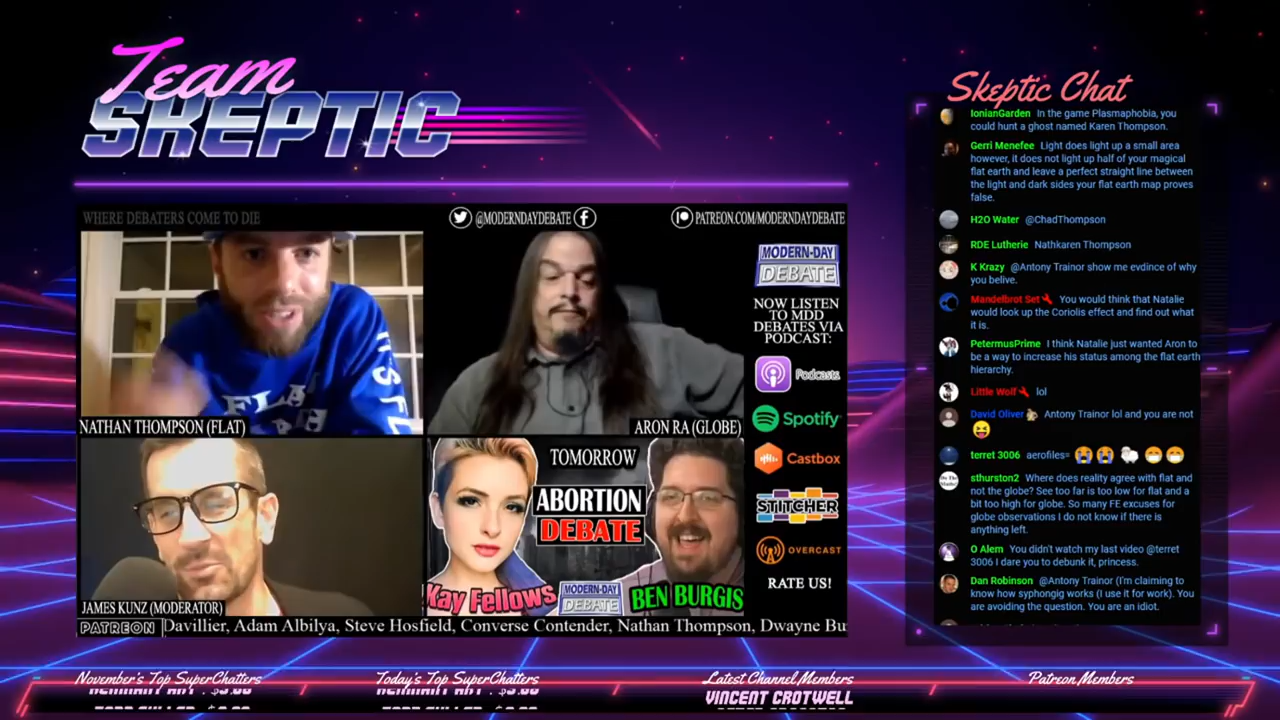 Team
SKEPTIC
WHERE DEBATERS COME TO DIE
@MODERNDAYDEBATE
PATREON.COM/MODERNDAYDEBATE
NATHAN THOMPSON (FLAT)
ARON RA (GLOBE)
MODERN-DAY
DEBATE
NOW LISTEN
TO MDD
DEBATES VIA
PODCAST:
Podcasts
Spotify
Castbox
STITCHER
OVERCAST
RATE US!
JAMES KUNZ (MODERATOR)
TOMORROW
ABORTION
DEBATE
Kay Fellows
MODERN-DAY
DEBATE
BEN BURGIS
PATREON
Davillier, Adam Albilya, Steve Hosfield, Converse Contender, Nathan Thompson, Dwayne Bu
Skeptic Chat
IonianGarden In the game Plasmaphobia, you
could hunt a ghost named Karen Thompson.
Gerri Menefee Light does light up a small area
however, it does not light up half of your magical
flat earth and leave a perfect straight line between
the light and dark sides your flat earth map proves
false.
H2O Water @ChadThompson
RDE Lutherie Nathkaren Thompson
K Krazy @Antony Trainor show me evdince of why
you belive.
Mandelbrot Set You would think that Natalie
would look up the Coriolis effect and find out what
it is.
PetermusPrime I think Natalie just wanted Aron to
be a way to increase his status among the flat earth
hierarchy.
Little Wolf lol
David Oliver Antony Trainor lol and you are not
😝
terret 3006 aerofiles= 😭😭🐑😷😷
sthurston2 Where does reality agree with flat and
not the globe? See too far is too low for flat and a
bit too high for globe. So many FE excuses for
globe observations I do not know if there is
anything left.
O Alem You didn't watch my last video @terret
3006 I dare you to debunk it, princess.
Dan Robinson @Antony Trainor (I'm claiming to
know how syphongig works (I use it for work). You
are avoiding the question. You are an idiot.
November's Top SuperChatters
Today's Top SuperChatters
Latest Channel Members
VINCENT CROTWELL
Patreon Members